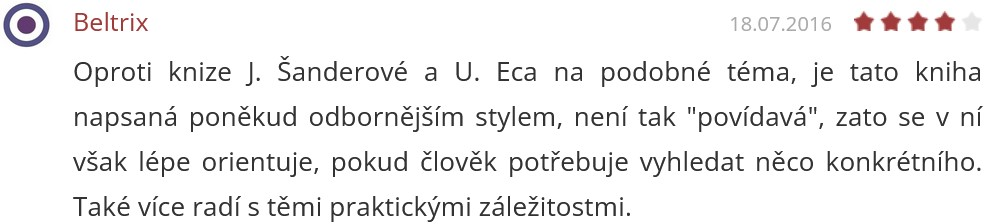 Beltrix 18.07.2016
Oproti knize J. Šanderové a U. Eca na podobné téma, je tato kniha
napsaná poněkud odbornějším stylem, není tak "povídavá", zato se v ní
však lépe orientuje, pokud člověk potřebuje vyhledat něco konkrétního.
Také více radí s těmi praktickými záležitostmi.